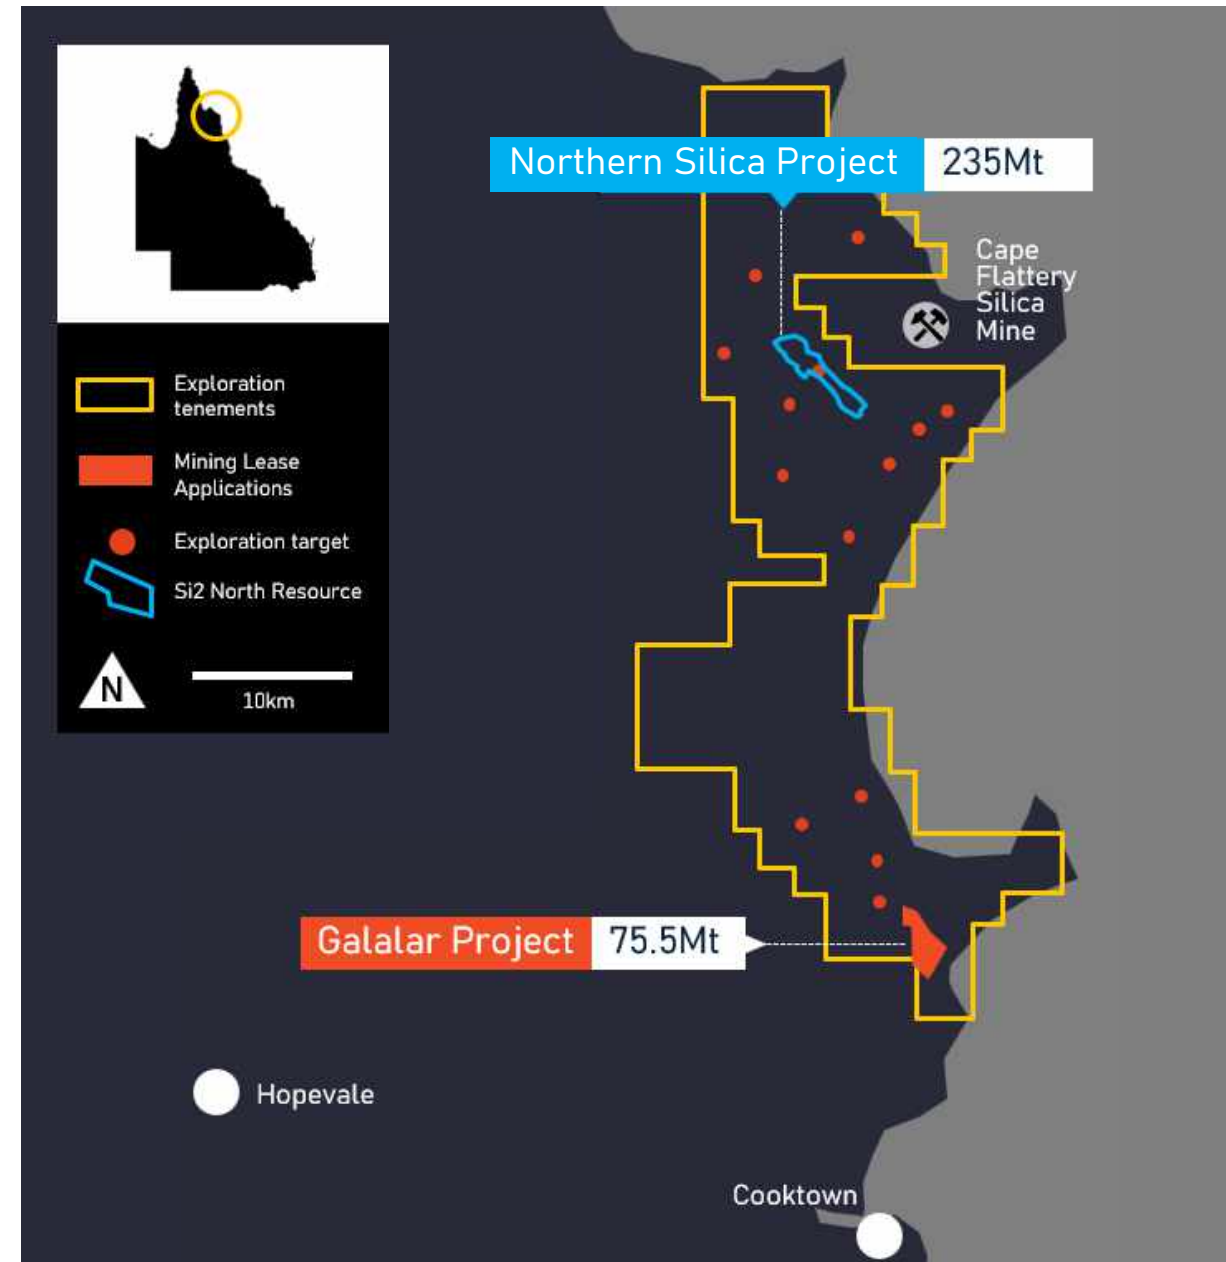 Northern Silica Project 235Mt
Cape
Flattery
Silica
Mine
Exploration
tenements
Mining Lease
Applications
Exploration target
Si2 North Resource
N
10km
Galalar Project 75.5Mt
Hopevale
Cooktown